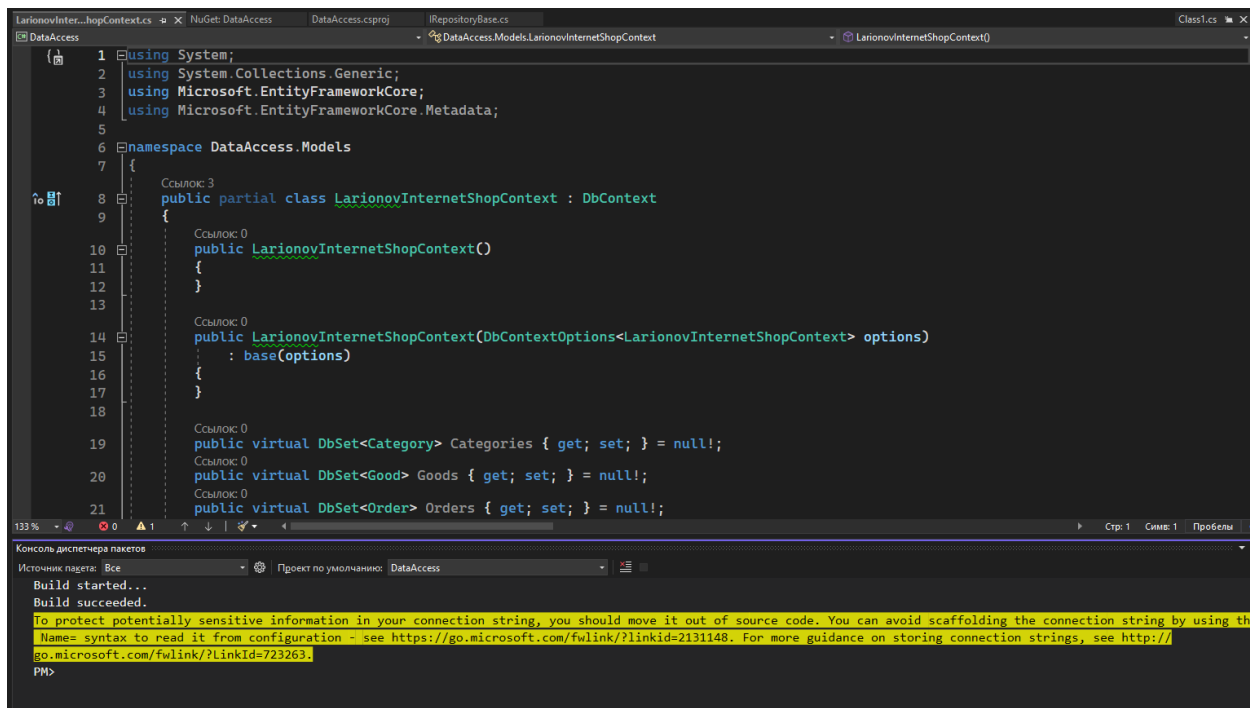 LarionovInter...hopContext.cs NuGet: DataAccess DataAccess.csproj IRepositoryBase.cs Class1.cs
DataAccess DataAccess.Models.LarionovInternetShopContext LarionovInternetShopContext()
1 using System;
2 using System.Collections.Generic;
3 using Microsoft.EntityFrameworkCore;
4 using Microsoft.EntityFrameworkCore.Metadata;
5
6 namespace DataAccess.Models
7 {
Ссылок: 3
8 public partial class LarionovInternetShopContext : DbContext
9 {
Ссылок: 0
10 public LarionovInternetShopContext()
11 {
12 }
13
Ссылок: 0
14 public LarionovInternetShopContext(DbContextOptions<LarionovInternetShopContext> options)
15 : base(options)
16 {
17 }
18
Ссылок: 0
19 public virtual DbSet<Category> Categories { get; set; } = null!;
Ссылок: 0
20 public virtual DbSet<Good> Goods { get; set; } = null!;
Ссылок: 0
21 public virtual DbSet<Order> Orders { get; set; } = null!;
133 % 0 1 Стр: 1 Симв: 1 Пробелы
Консоль диспетчера пакетов
Источник пакета: Все Проект по умолчанию: DataAccess
Build started...
Build succeeded.
To protect potentially sensitive information in your connection string, you should move it out of source code. You can avoid scaffolding the connection string by using th
Name= syntax to read it from configuration - see https://go.microsoft.com/fwlink/?linkid=2131148. For more guidance on storing connection strings, see http://
go.microsoft.com/fwlink/?LinkId=723263.
PM>